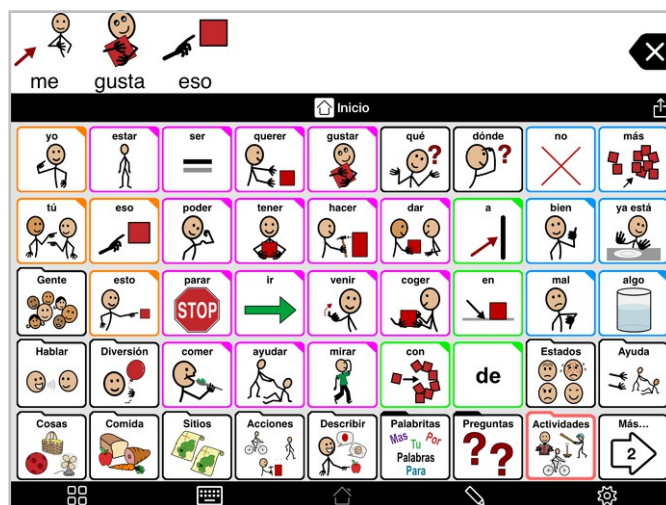 me gusta eso
Inicio
yo estar ser querer gustar qué dónde no más
? ?
tú eso poder tener hacer dar a bien ya está
Gente esto parar ir venir coger en mal algo
STOP
Hablar Diversión comer ayudar mirar con de Estados Ayuda
Cosas Comida Sitios Acciones Describir Palabritas Preguntas Actividades Más...
Mas Por
Tu
Palabras
Para
?? 2